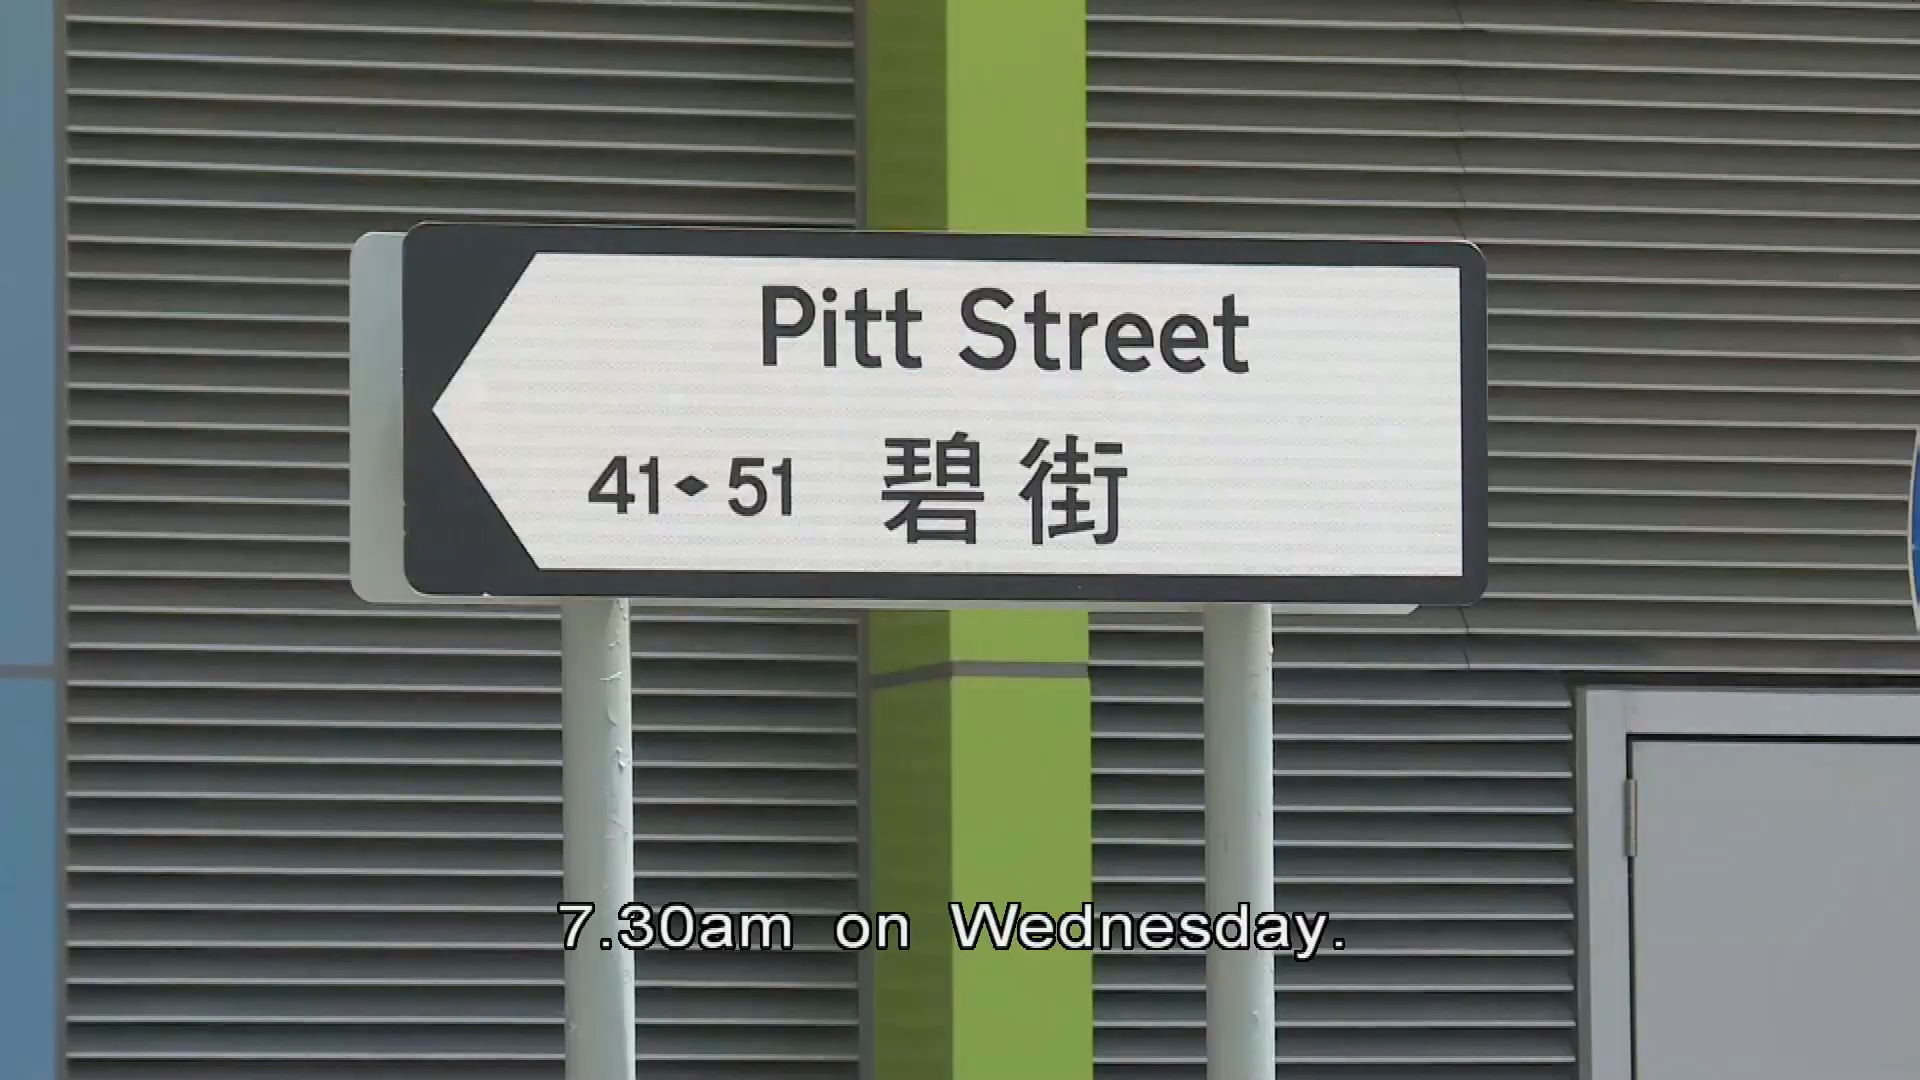 Pitt Street
41 ◆ 51 碧街
7.30am on Wednesday.